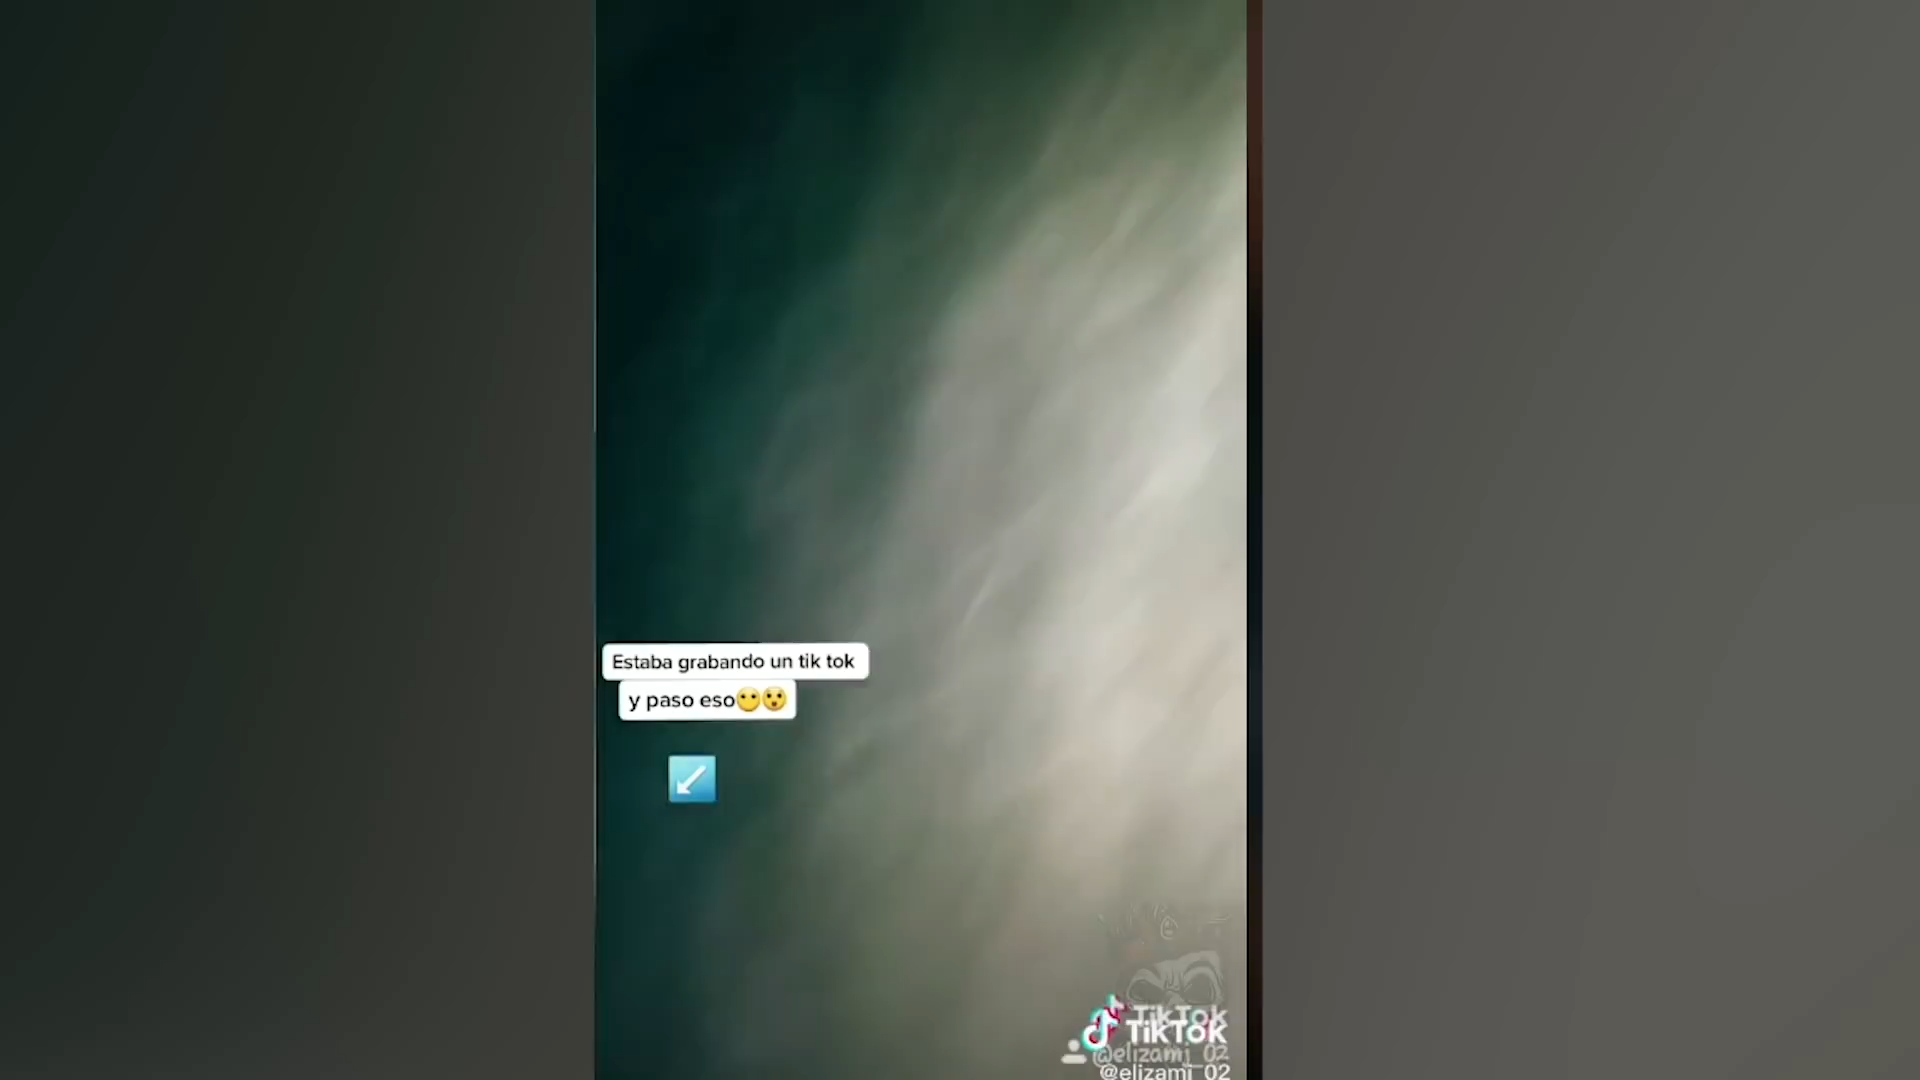 Estaba grabando un tik tok
y paso eso😶😮
TikTok
TikTok
@elizami_02
@elizami_02